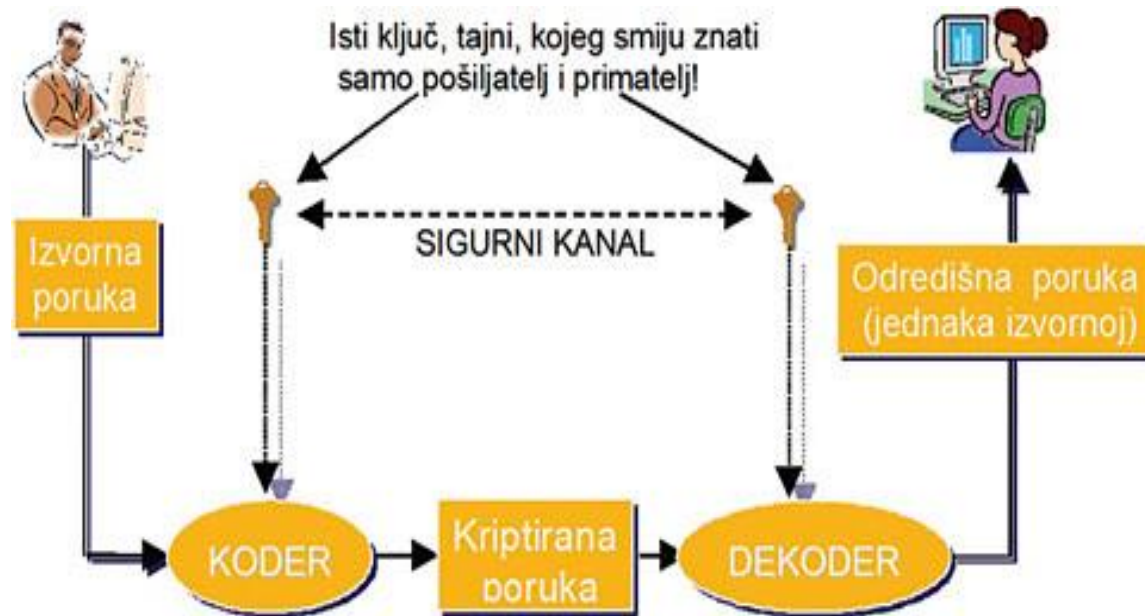 Isti ključ, tajni, kojeg smiju znati
samo pošiljatelj i primatelj!
SIGURNI KANAL
Izvorna
poruka
Odredišna poruka
(jednaka izvornoj)
KODER
Kriptirana
poruka
DEKODER